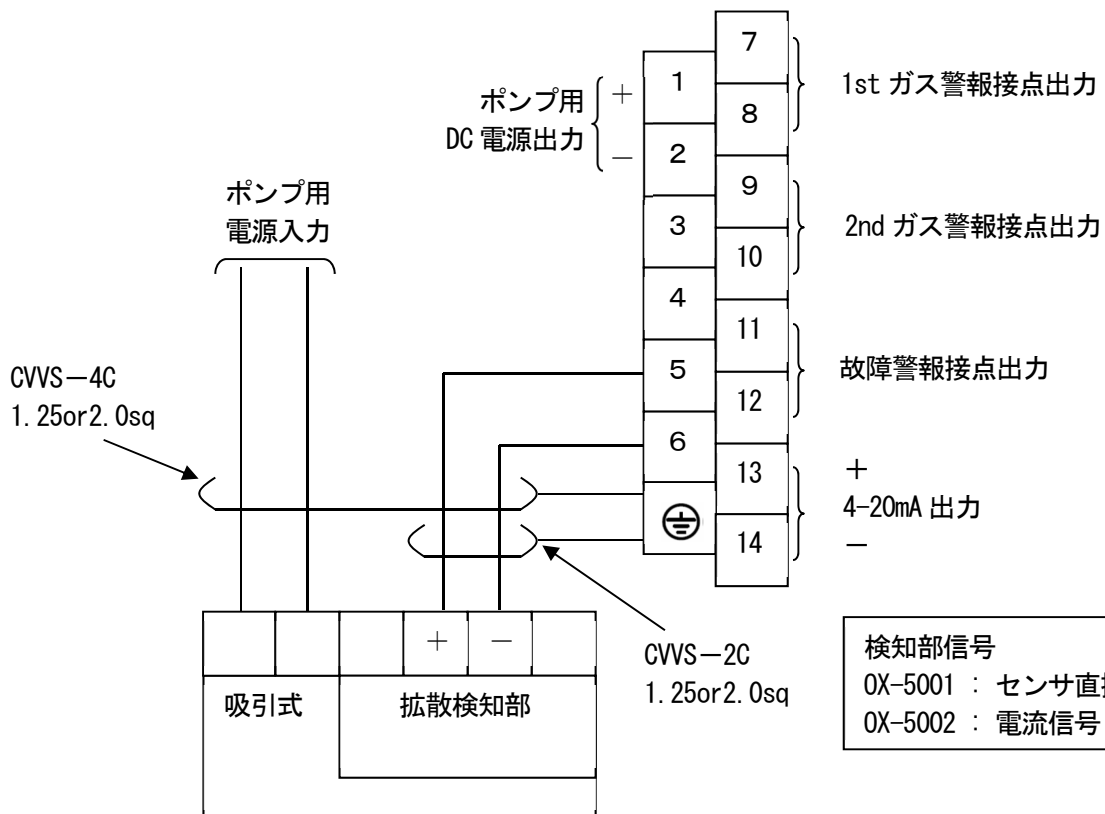 7
1st ガス警報接点出力
ポンプ用
DC 電源出力
+
−
1
8
2
9
2nd ガス警報接点出力
ポンプ用
電源入力
3
10
4
11
故障警報接点出力
CVVS−4C
1.25or2.0sq
5
12
6
13
+
4-20mA 出力
−
14
+
−
吸引式
拡散検知部
CVVS−2C
1.25or2.0sq
検知部信号
OX-5001 : センサ直
OX-5002 : 電流信号